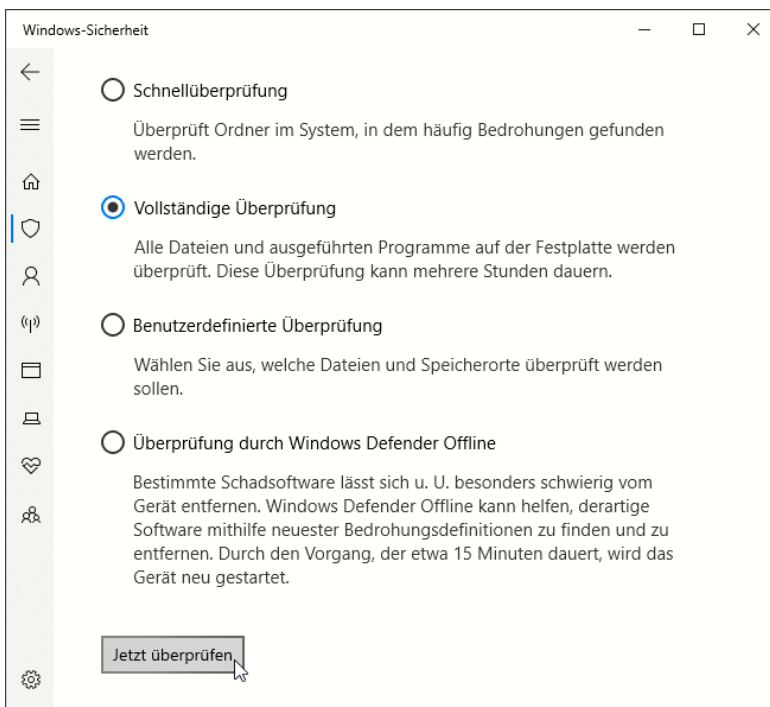 Windows-Sicherheit
Schnellüberprüfung
Überprüft Ordner im System, in dem häufig Bedrohungen gefunden
werden.
Vollständige Überprüfung
Alle Dateien und ausgeführten Programme auf der Festplatte werden
überprüft. Diese Überprüfung kann mehrere Stunden dauern.
Benutzerdefinierte Überprüfung
Wählen Sie aus, welche Dateien und Speicherorte überprüft werden
sollen.
Überprüfung durch Windows Defender Offline
Bestimmte Schadsoftware lässt sich u. U. besonders schwierig vom
Gerät entfernen. Windows Defender Offline kann helfen, derartige
Software mithilfe neuester Bedrohungsdefinitionen zu finden und zu
entfernen. Durch den Vorgang, der etwa 15 Minuten dauert, wird das
Gerät neu gestartet.
Jetzt überprüfen